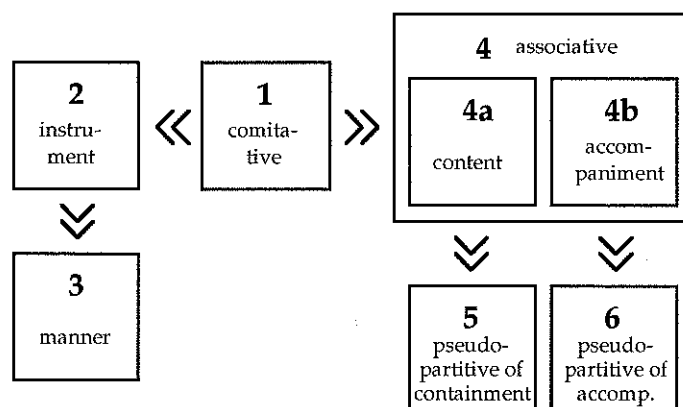 4 associative
2
instru-
ment
1
comita-
tive
4a
content
4b
accom-
paniment
3
manner
5
pseudo-
partitive of
containment
6
pseudo-
partitive of
accomp.